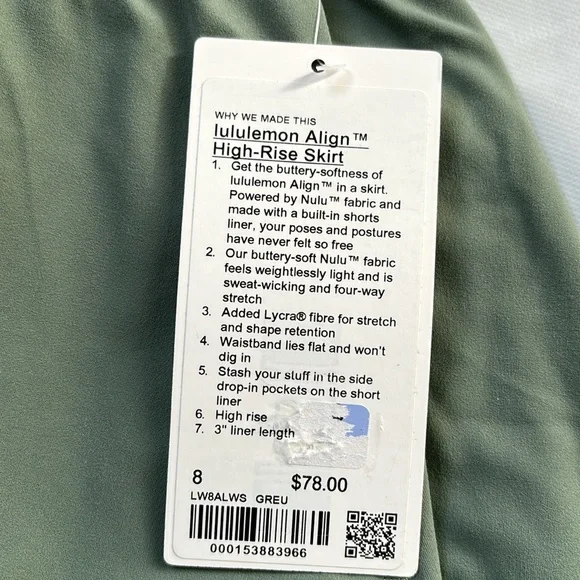 WHY WE MADE THIS
lululemon Align™
High-Rise Skirt
1. Get the buttery-softness of
lululemon Align™ in a skirt.
Powered by Nulu™ fabric and
made with a built-in shorts
liner, your poses and postures
have never felt so free
2. Our buttery-soft Nulu™ fabric
feels weightlessly light and is
sweat-wicking and four-way
stretch
3. Added Lycra® fibre for stretch
and shape retention
4. Waistband lies flat and won't
dig in
5. Stash your stuff in the side
drop-in pockets on the short
liner
6. High rise
7. 3" liner length
8 $78.00
LW8ALWS GREU
000153883966